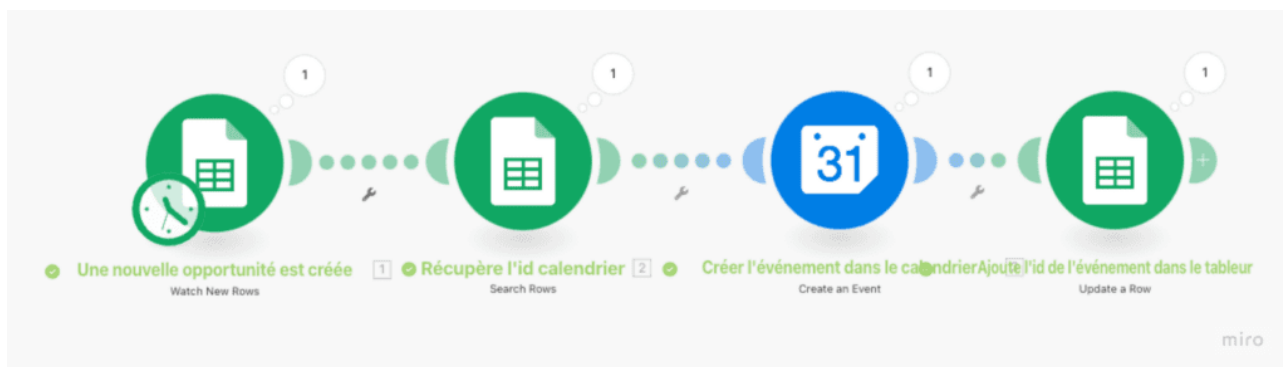 1
1
1
1
31
Une nouvelle opportunité est créée
1
Watch New Rows
Récupère l'id calendrier
2
Search Rows
Créer l'événement dans le calendrier
Create an Event
Ajoute l'id de l'événement dans le tableur
Update a Row
miro